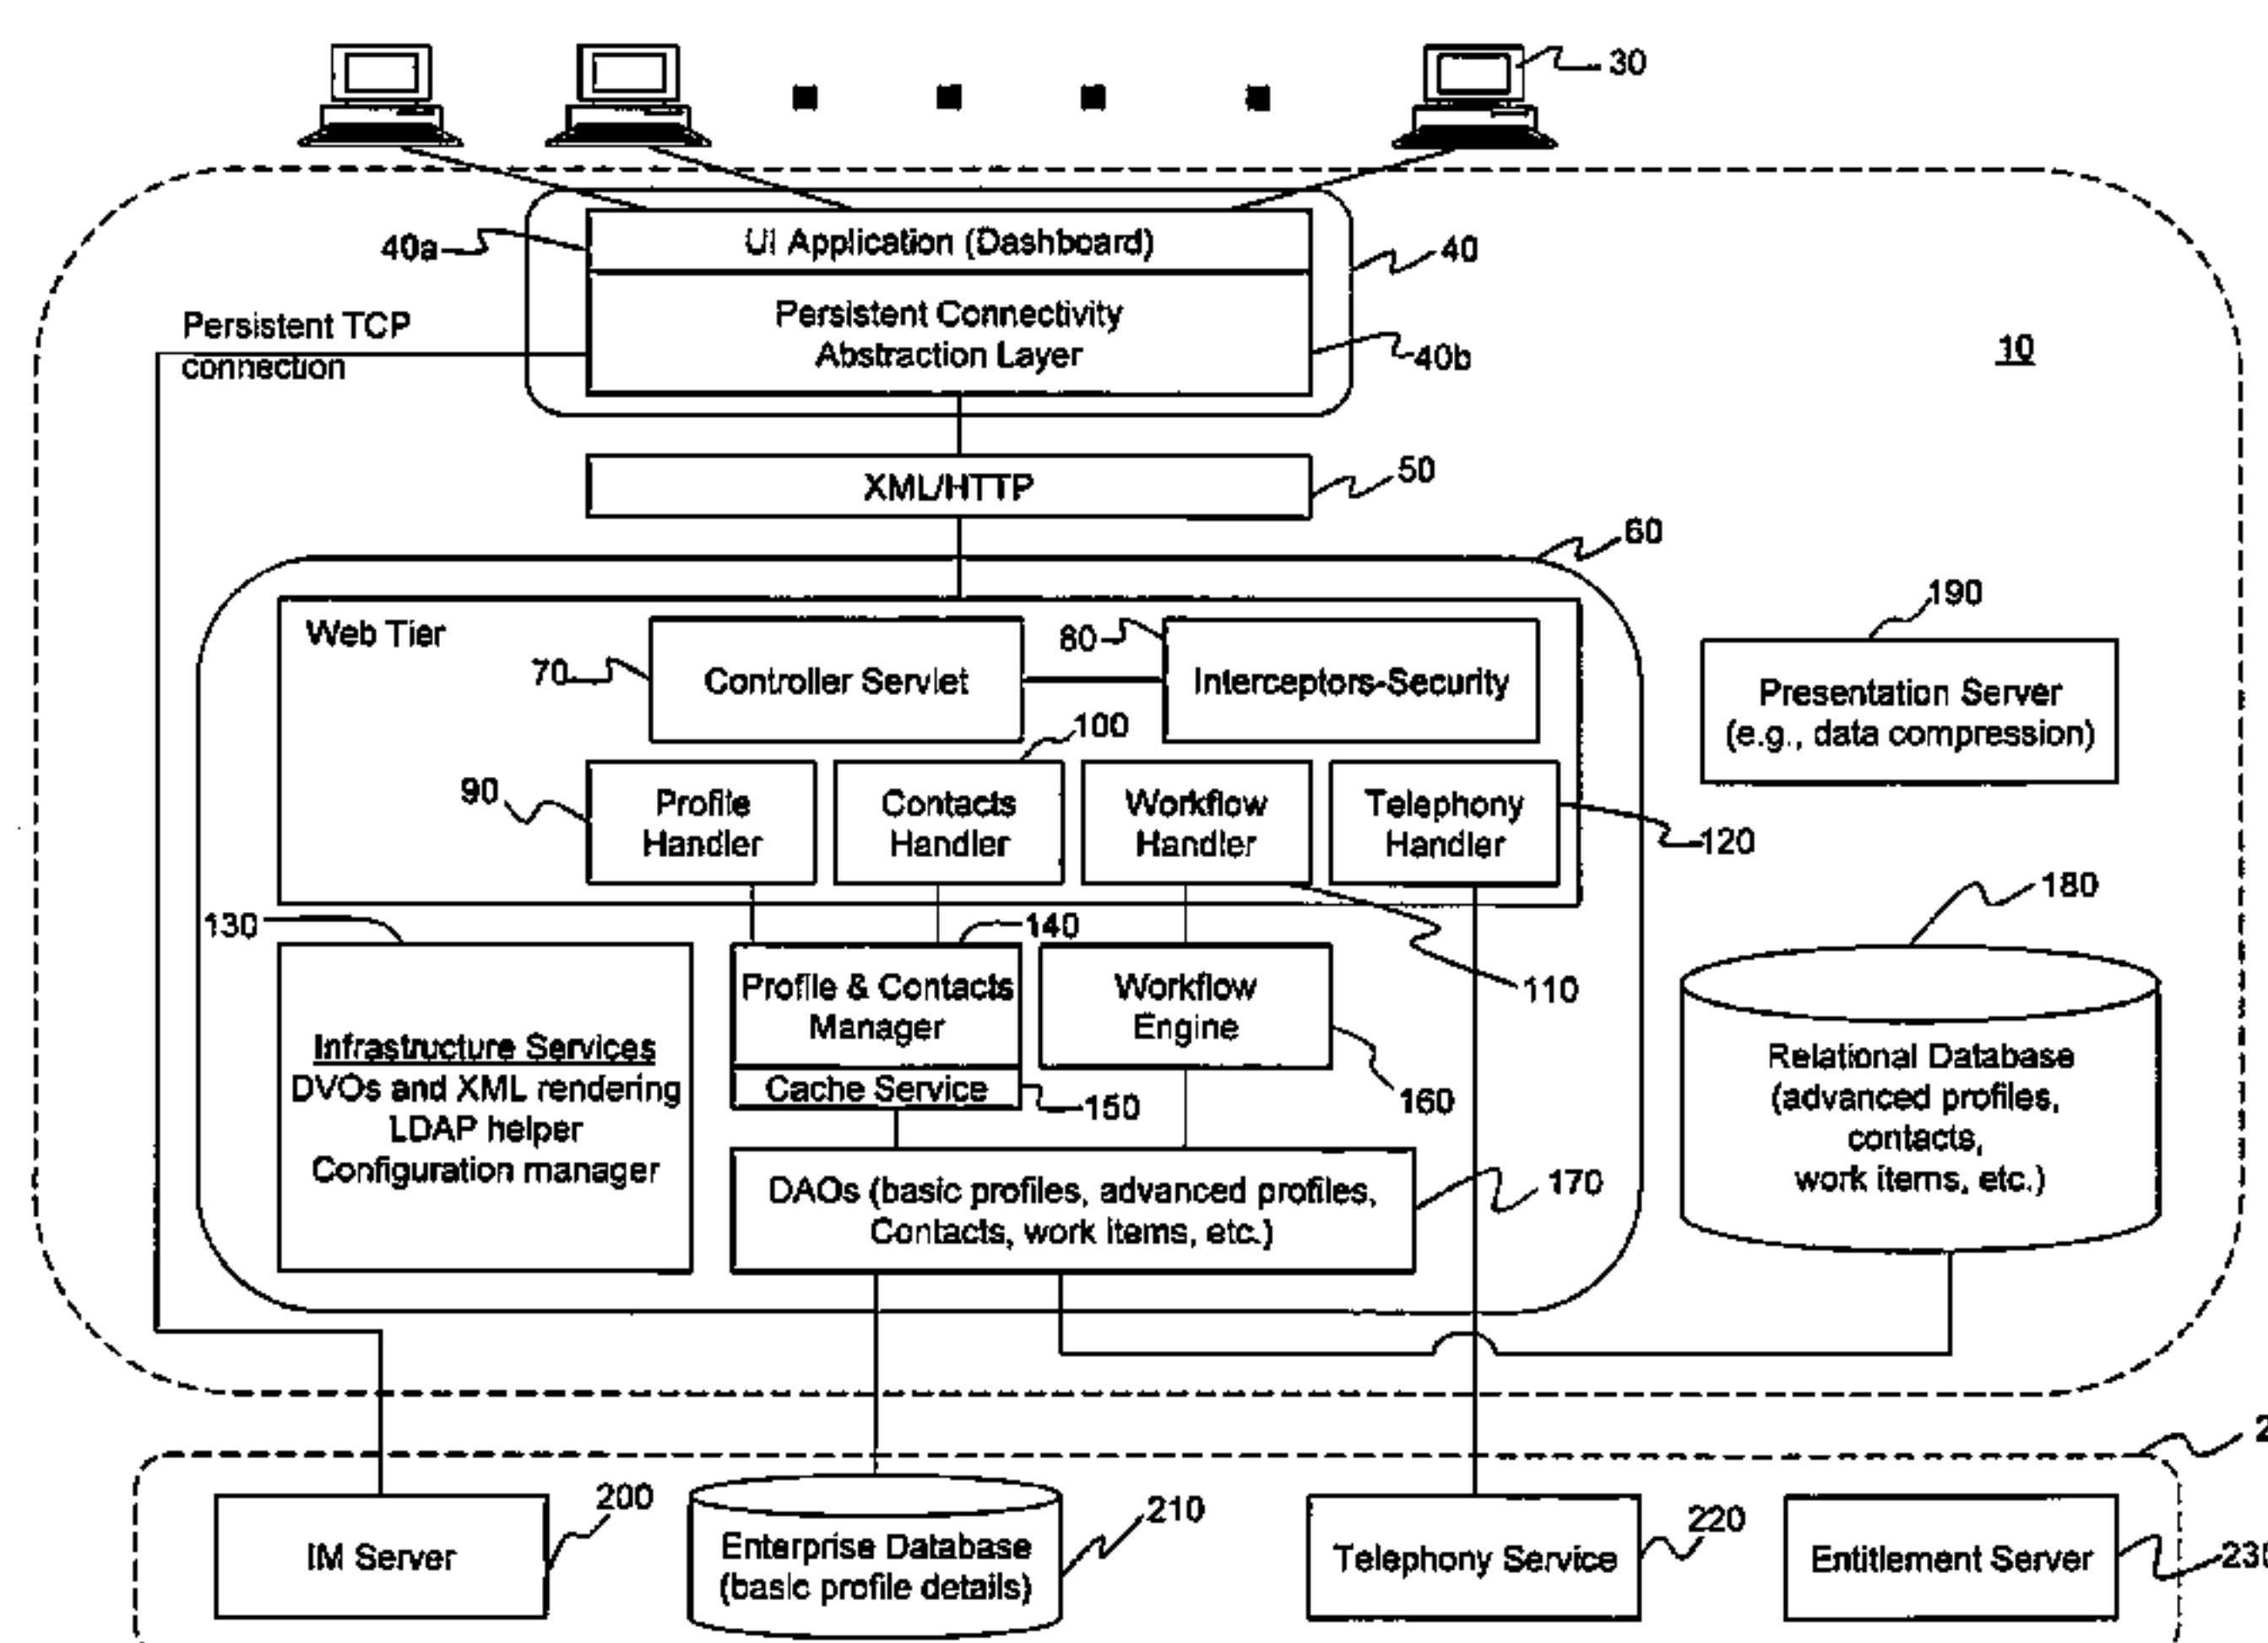 30
UI Application (Dashboard)
40a
40
Persistent TCP
connection
Persistent Connectivity
Abstraction Layer
40b
10
XML/HTTP
50
60
Web Tier
70
Controller Servlet
80
Interceptors-Security
190
Presentation Server
(e.g., data compression)
100
90
Profile
Handler
Contacts
Handler
Workflow
Handler
Telephony
Handler
120
180
130
140
110
Infrastructure Services
DVOs and XML rendering
LDAP helper
Configuration manager
Profile & Contacts
Manager
Cache Service
150
Workflow
Engine
160
Relational Database
(advanced profiles,
contacts,
work items, etc.)
DAOs (basic profiles, advanced profiles,
Contacts, work items, etc.)
170
IM Server
200
Enterprise Database
(basic profile details)
210
Telephony Service
220
Entitlement Server
230